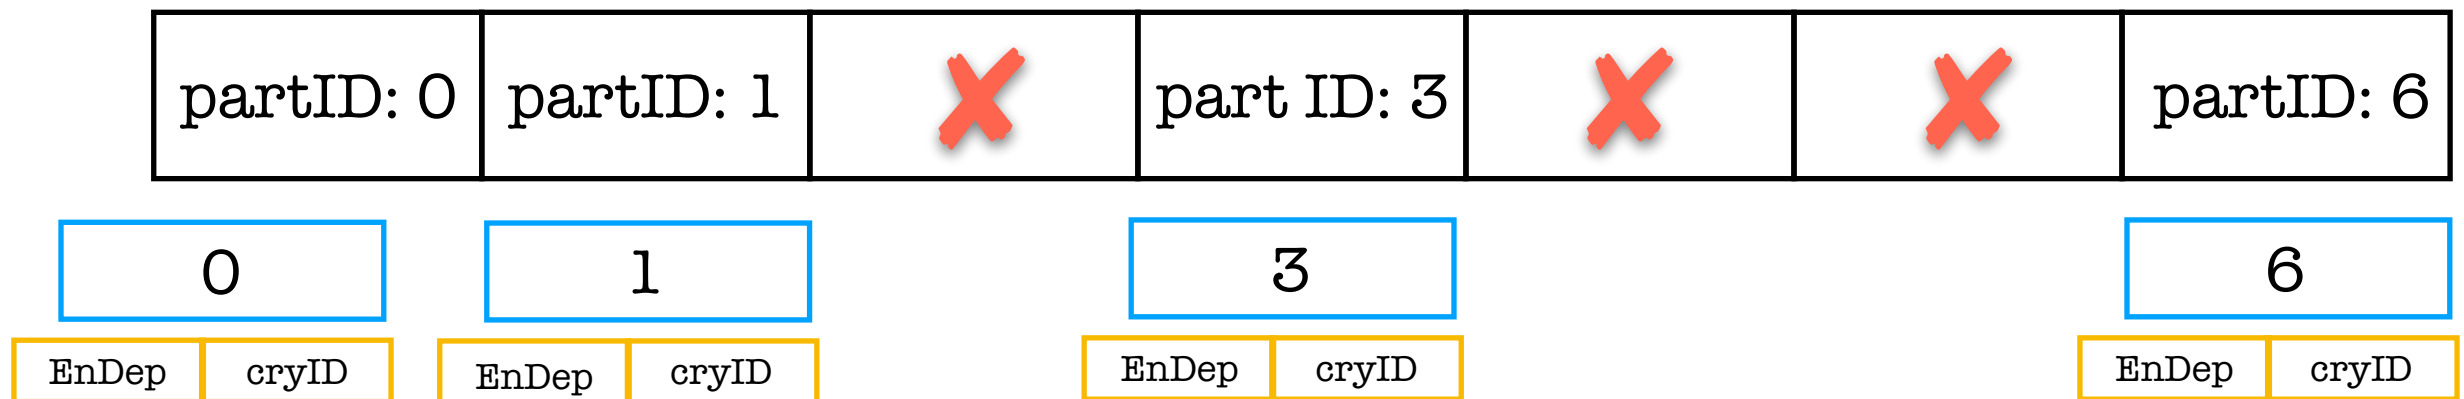 partID: 0 partID: 1 part ID: 3 partID: 6
0 1 3 6
EnDep cryID EnDep cryID EnDep cryID EnDep cryID